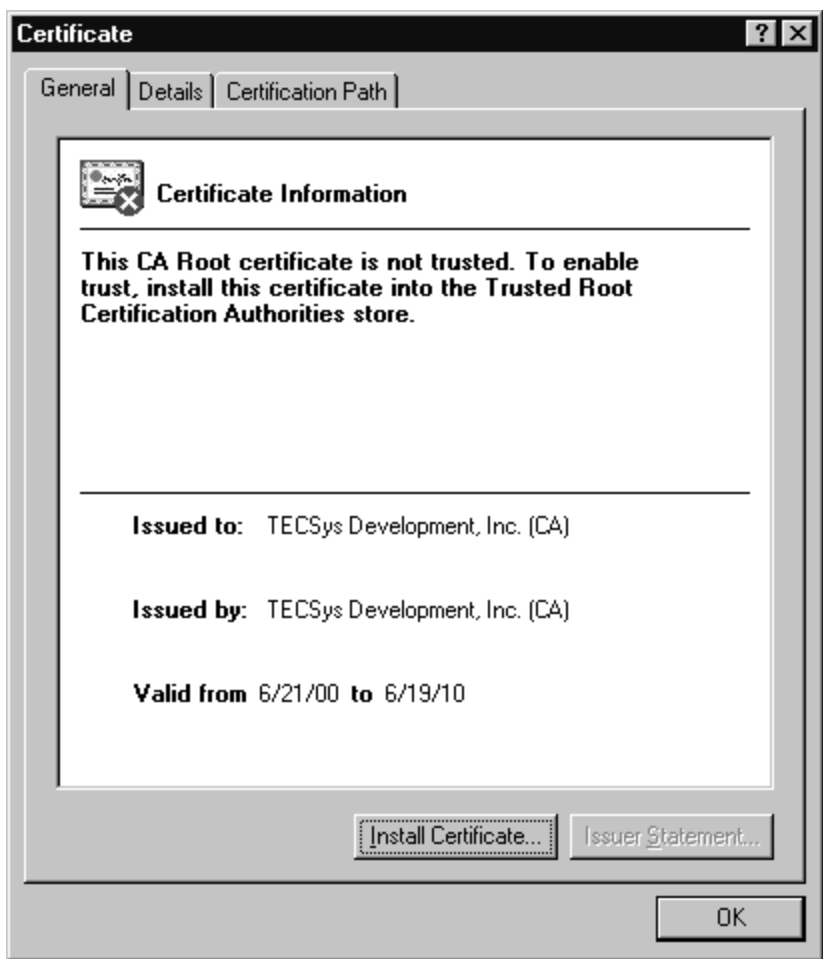 Certificate
General Details Certification Path
Certificate Information
This CA Root certificate is not trusted. To enable
trust, install this certificate into the Trusted Root
Certification Authorities store.
Issued to: TECSys Development, Inc. (CA)
Issued by: TECSys Development, Inc. (CA)
Valid from 6/21/00 to 6/19/10
Install Certificate... Issuer Statement...
OK